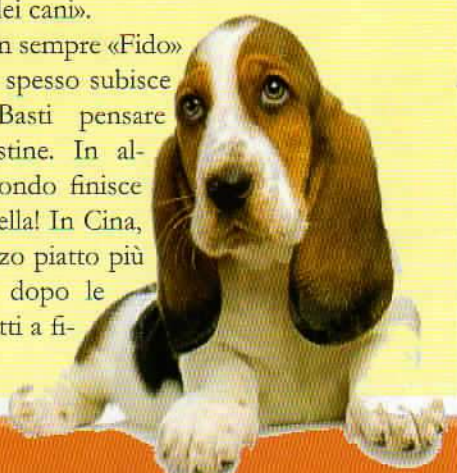 dei cani».
n sempre «Fido»
spesso subisce
Basti pensare
stine. In al-
ondo finisce
ella! In Cina,
zo piatto più
dopo le
tti a fi-